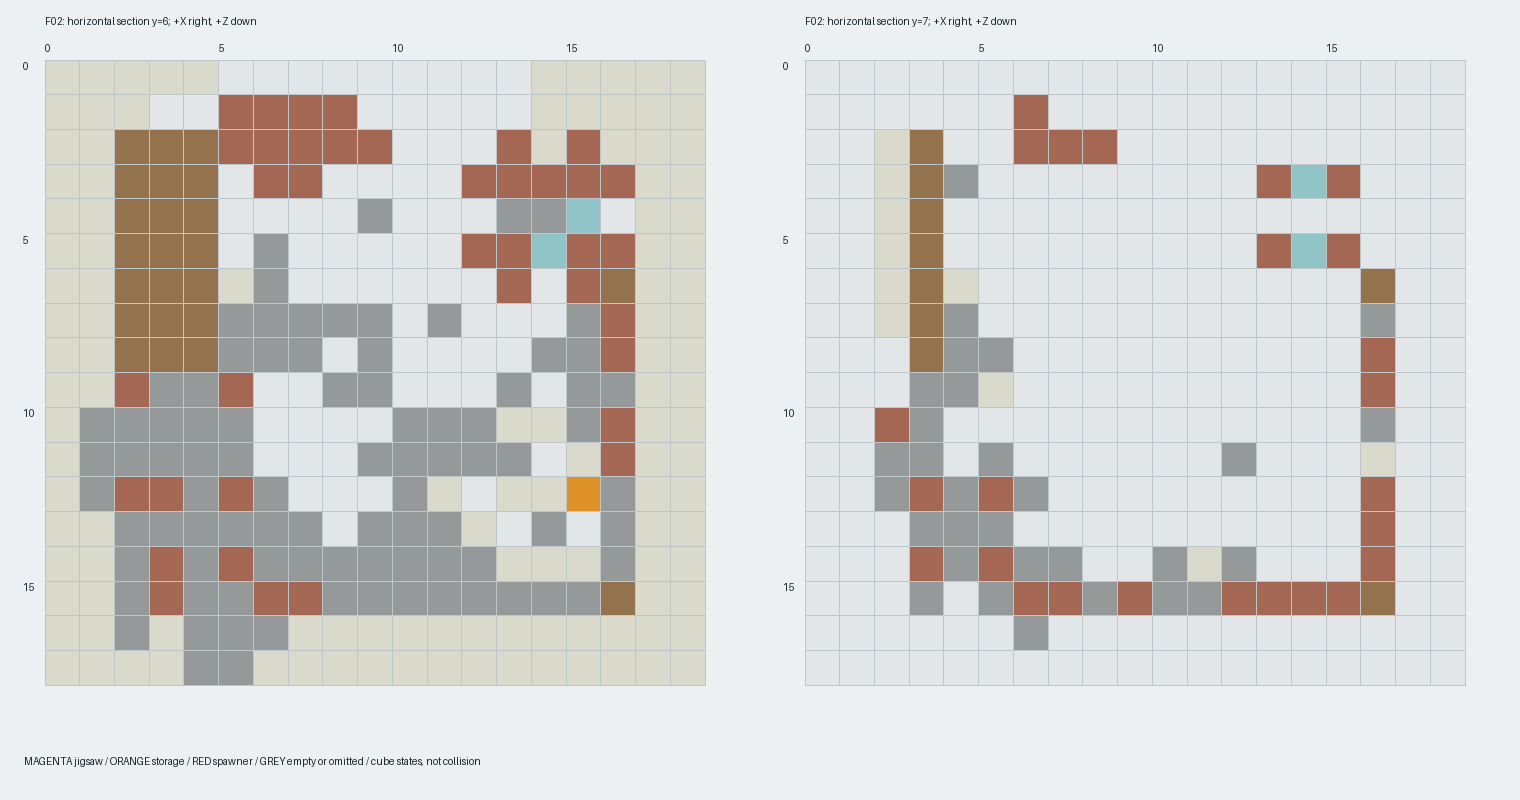 F02: horizontal section y=6; +X right, +Z down
F02: horizontal section y=7; +X right, +Z down
0 5 10 15
0 5 10 15
0 0
5 5
10 10
15 15
MAGENTA jigsaw / ORANGE storage / RED spawner / GREY empty or omitted / cube states, not collision